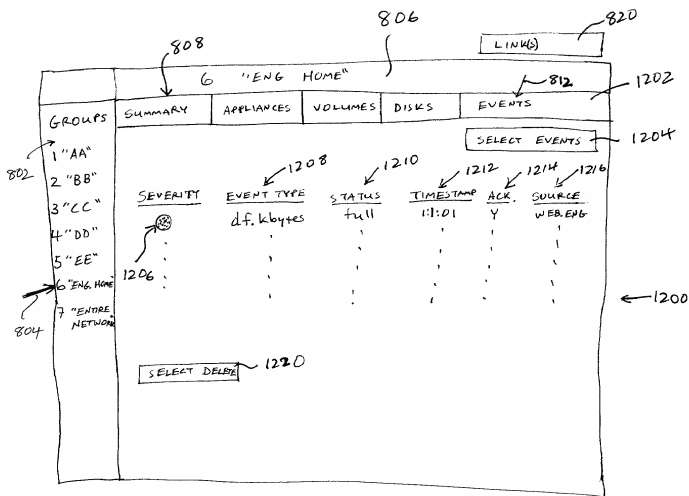 808
806
820
LINK(S)
6 "ENG HOME"
812
1202
GROUPS
SUMMARY APPLIANCES VOLUMES DISKS EVENTS
SELECT EVENTS
1204
802
1 "AA"
2 "BB"
3 "CC"
4 "DD"
5 "EE"
6 "ENG. HOME"
7 "ENTIRE
NETWORK"
804
1208
1210
1212
1214
1216
SEVERITY EVENT TYPE STATUS TIMESTAMP ACK. SOURCE
df.kbytes full 1:1:01 Y WEB.ENG
1206
1200
SELECT DELETE
1220